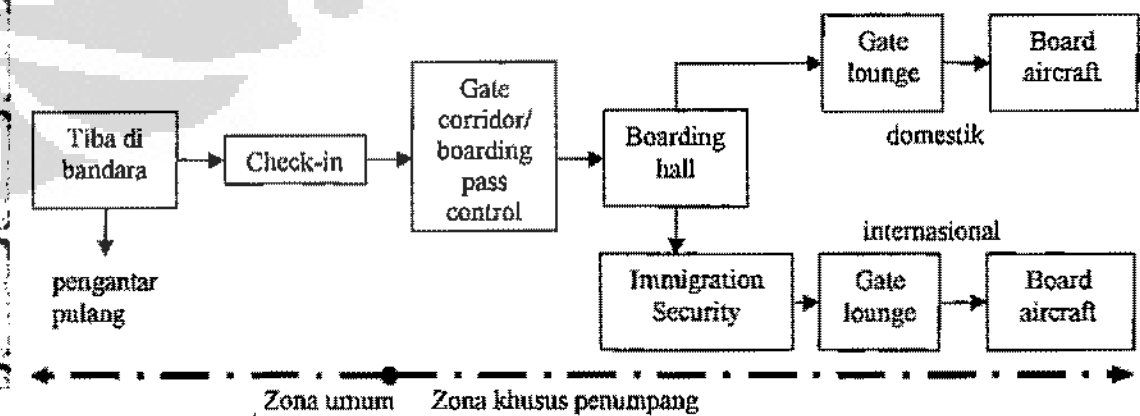 Tiba di
bandara
pengantar
pulang
Check-in
Gate
corridor/
boarding
pass
control
Boarding
hall
Gate
lounge
Board
aircraft
domestik
internasional
Immigration
Security
Gate
lounge
Board
aircraft
Zona umum
Zona khusus penumpang